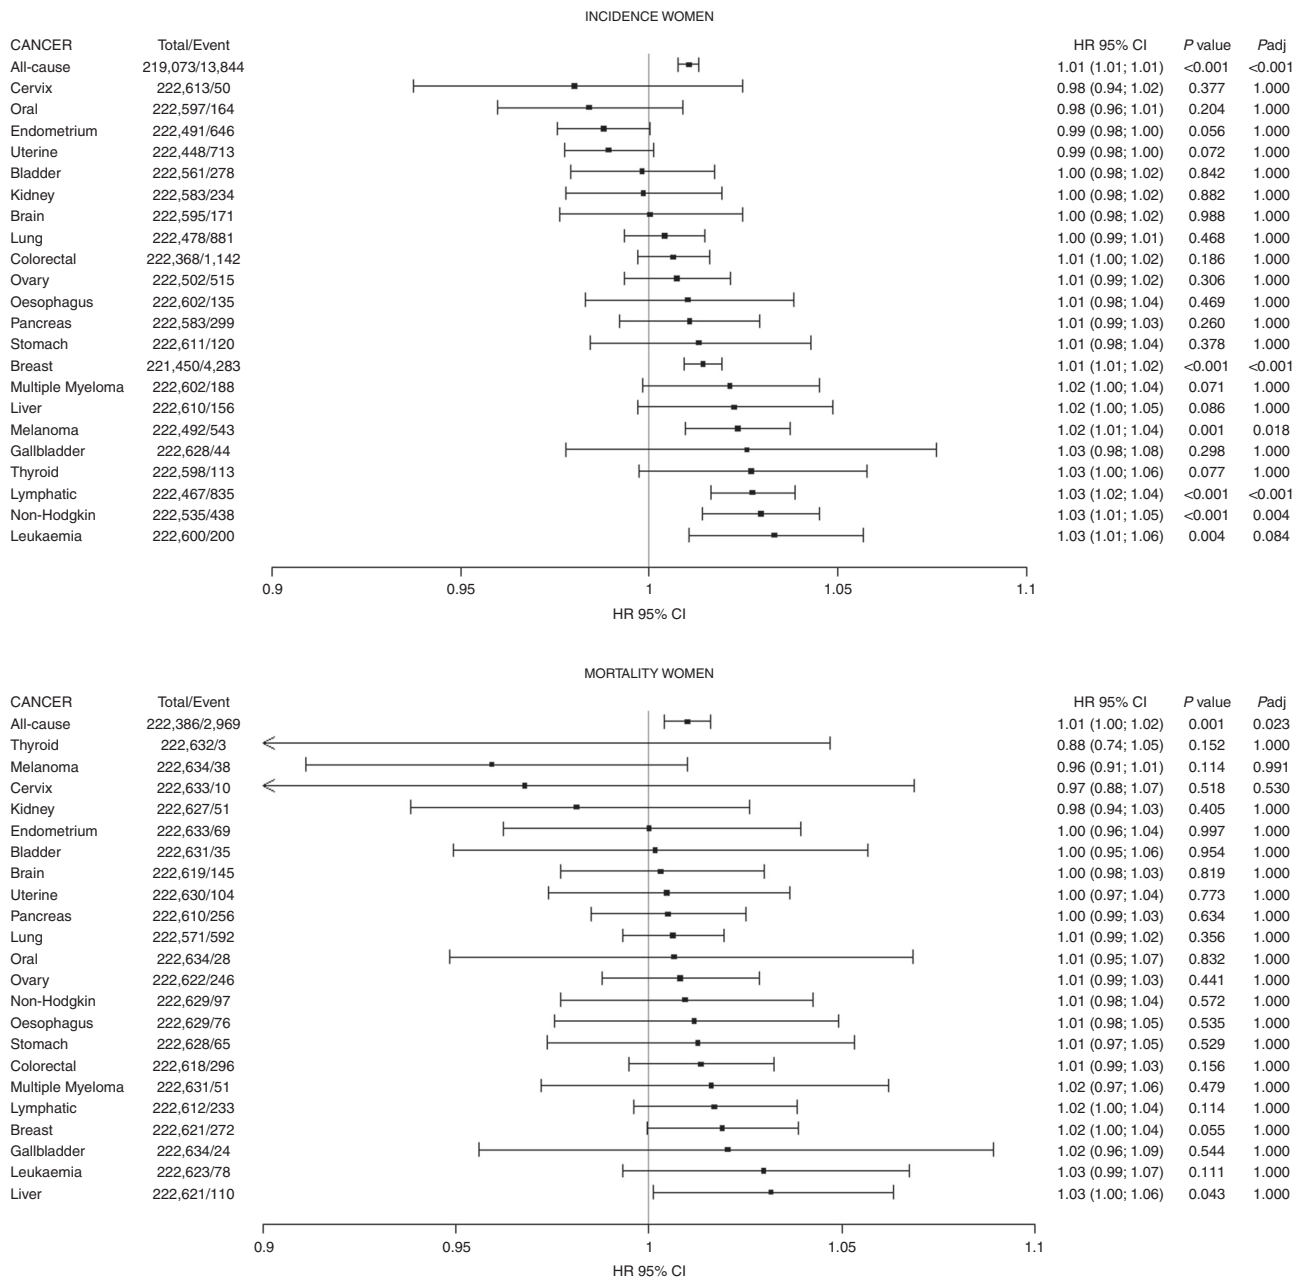 INCIDENCE WOMEN
CANCER Total/Event HR 95% CI P value Padj
All-cause 219,073/13,844 1.01 (1.01; 1.01) <0.001 <0.001
Cervix 222,613/50 0.98 (0.94; 1.02) 0.377 1.000
Oral 222,597/164 0.98 (0.96; 1.01) 0.204 1.000
Endometrium 222,491/646 0.99 (0.98; 1.00) 0.056 1.000
Uterine 222,448/713 0.99 (0.98; 1.00) 0.072 1.000
Bladder 222,561/278 1.00 (0.98; 1.02) 0.842 1.000
Kidney 222,583/234 1.00 (0.98; 1.02) 0.882 1.000
Brain 222,595/171 1.00 (0.98; 1.02) 0.988 1.000
Lung 222,478/881 1.00 (0.99; 1.01) 0.468 1.000
Colorectal 222,368/1,142 1.01 (1.00; 1.02) 0.186 1.000
Ovary 222,502/515 1.01 (0.99; 1.02) 0.306 1.000
Oesophagus 222,602/135 1.01 (0.98; 1.04) 0.469 1.000
Pancreas 222,583/299 1.01 (0.99; 1.03) 0.260 1.000
Stomach 222,611/120 1.01 (0.98; 1.04) 0.378 1.000
Breast 221,450/4,283 1.01 (1.01; 1.02) <0.001 <0.001
Multiple Myeloma 222,602/188 1.02 (1.00; 1.04) 0.071 1.000
Liver 222,610/156 1.02 (1.00; 1.05) 0.086 1.000
Melanoma 222,492/543 1.02 (1.01; 1.04) 0.001 0.018
Gallbladder 222,628/44 1.03 (0.98; 1.08) 0.298 1.000
Thyroid 222,598/113 1.03 (1.00; 1.06) 0.077 1.000
Lymphatic 222,467/835 1.03 (1.02; 1.04) <0.001 <0.001
Non-Hodgkin 222,535/438 1.03 (1.01; 1.05) <0.001 0.004
Leukaemia 222,600/200 1.03 (1.01; 1.06) 0.004 0.084
0.9 0.95 1 1.05 1.1
HR 95% CI
MORTALITY WOMEN
CANCER Total/Event HR 95% CI P value Padj
All-cause 222,386/2,969 1.01 (1.00; 1.02) 0.001 0.023
Thyroid 222,632/3 0.88 (0.74; 1.05) 0.152 1.000
Melanoma 222,634/38 0.96 (0.91; 1.01) 0.114 0.991
Cervix 222,633/10 0.97 (0.88; 1.07) 0.518 0.530
Kidney 222,627/51 0.98 (0.94; 1.03) 0.405 1.000
Endometrium 222,633/69 1.00 (0.96; 1.04) 0.997 1.000
Bladder 222,631/35 1.00 (0.95; 1.06) 0.954 1.000
Brain 222,619/145 1.00 (0.98; 1.03) 0.819 1.000
Uterine 222,630/104 1.00 (0.97; 1.04) 0.773 1.000
Pancreas 222,610/256 1.00 (0.99; 1.03) 0.634 1.000
Lung 222,571/592 1.01 (0.99; 1.02) 0.356 1.000
Oral 222,634/28 1.01 (0.95; 1.07) 0.832 1.000
Ovary 222,622/246 1.01 (0.99; 1.03) 0.441 1.000
Non-Hodgkin 222,629/97 1.01 (0.98; 1.04) 0.572 1.000
Oesophagus 222,629/76 1.01 (0.98; 1.05) 0.535 1.000
Stomach 222,628/65 1.01 (0.97; 1.05) 0.529 1.000
Colorectal 222,618/296 1.01 (0.99; 1.03) 0.156 1.000
Multiple Myeloma 222,631/51 1.02 (0.97; 1.06) 0.479 1.000
Lymphatic 222,612/233 1.02 (1.00; 1.04) 0.114 1.000
Breast 222,621/272 1.02 (1.00; 1.04) 0.055 1.000
Gallbladder 222,634/24 1.02 (0.96; 1.09) 0.544 1.000
Leukaemia 222,623/78 1.03 (0.99; 1.07) 0.111 1.000
Liver 222,621/110 1.03 (1.00; 1.06) 0.043 1.000
0.9 0.95 1 1.05 1.1
HR 95% CI